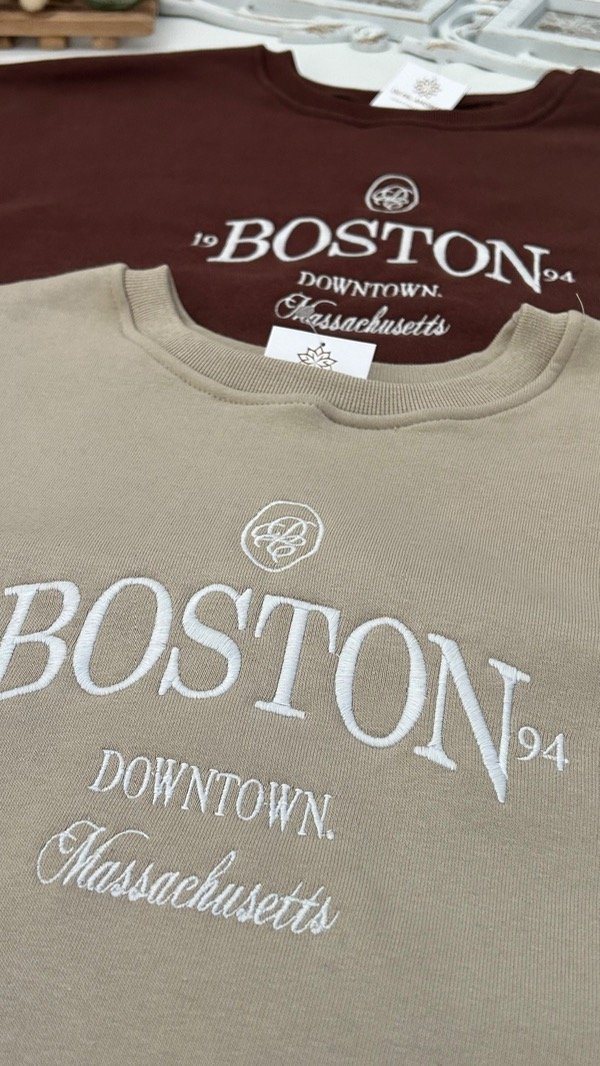 19 BOSTON 94
DOWNTOWN.
Massachusetts
BOSTON 94
DOWNTOWN.
Massachusetts